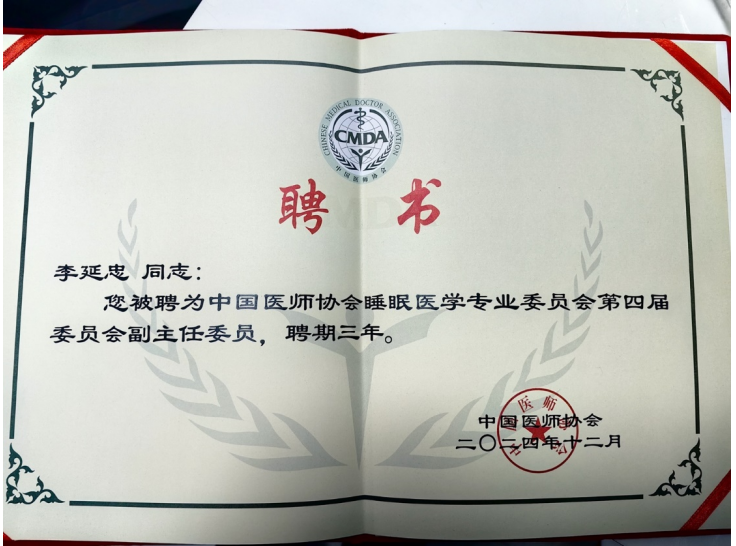 CHINESE MEDICAL DOCTOR ASSOCIATION
CMDA
中国医师协会
聘 书
李延忠 同志：
您被聘为中国医师协会睡眠医学专业委员会第四届
委员会副主任委员，聘期三年。
中国医师协会
二〇二四年十二月